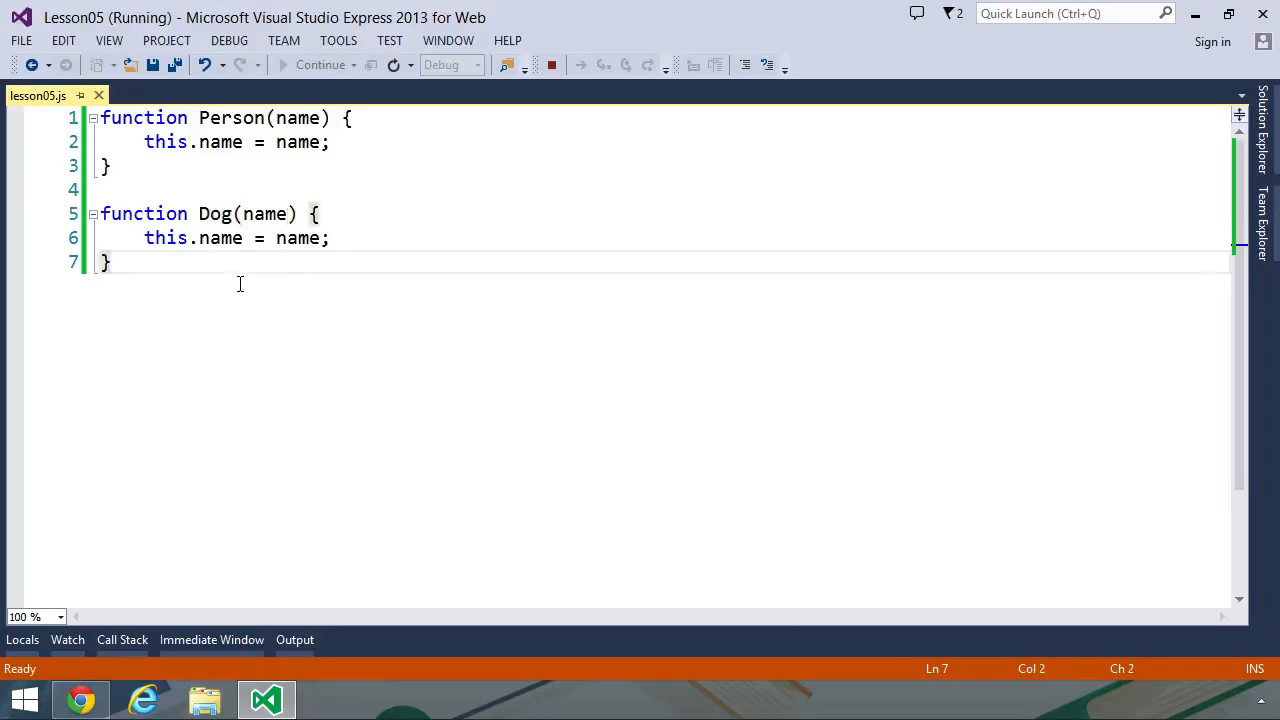 Lesson05 (Running) - Microsoft Visual Studio Express 2013 for Web
2
Quick Launch (Ctrl+Q)
FILE EDIT VIEW PROJECT DEBUG TEAM TOOLS TEST WINDOW HELP
Sign in
Continue
Debug
lesson05.js
1 function Person(name) {
2 this.name = name;
3 }
4
5 function Dog(name) {
6 this.name = name;
7 }
Solution Explorer
Team Explorer
100 %
Locals Watch Call Stack Immediate Window Output
Ready Ln 7 Col 2 Ch 2 INS